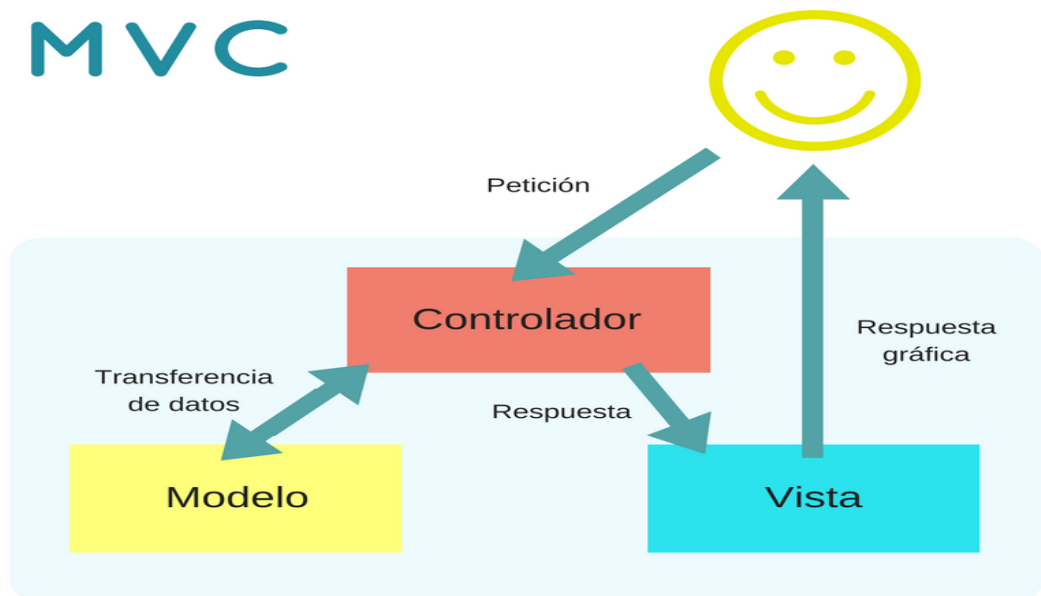 MVC
Petición
Controlador
Respuesta
gráfica
Transferencia
de datos
Respuesta
Modelo
Vista